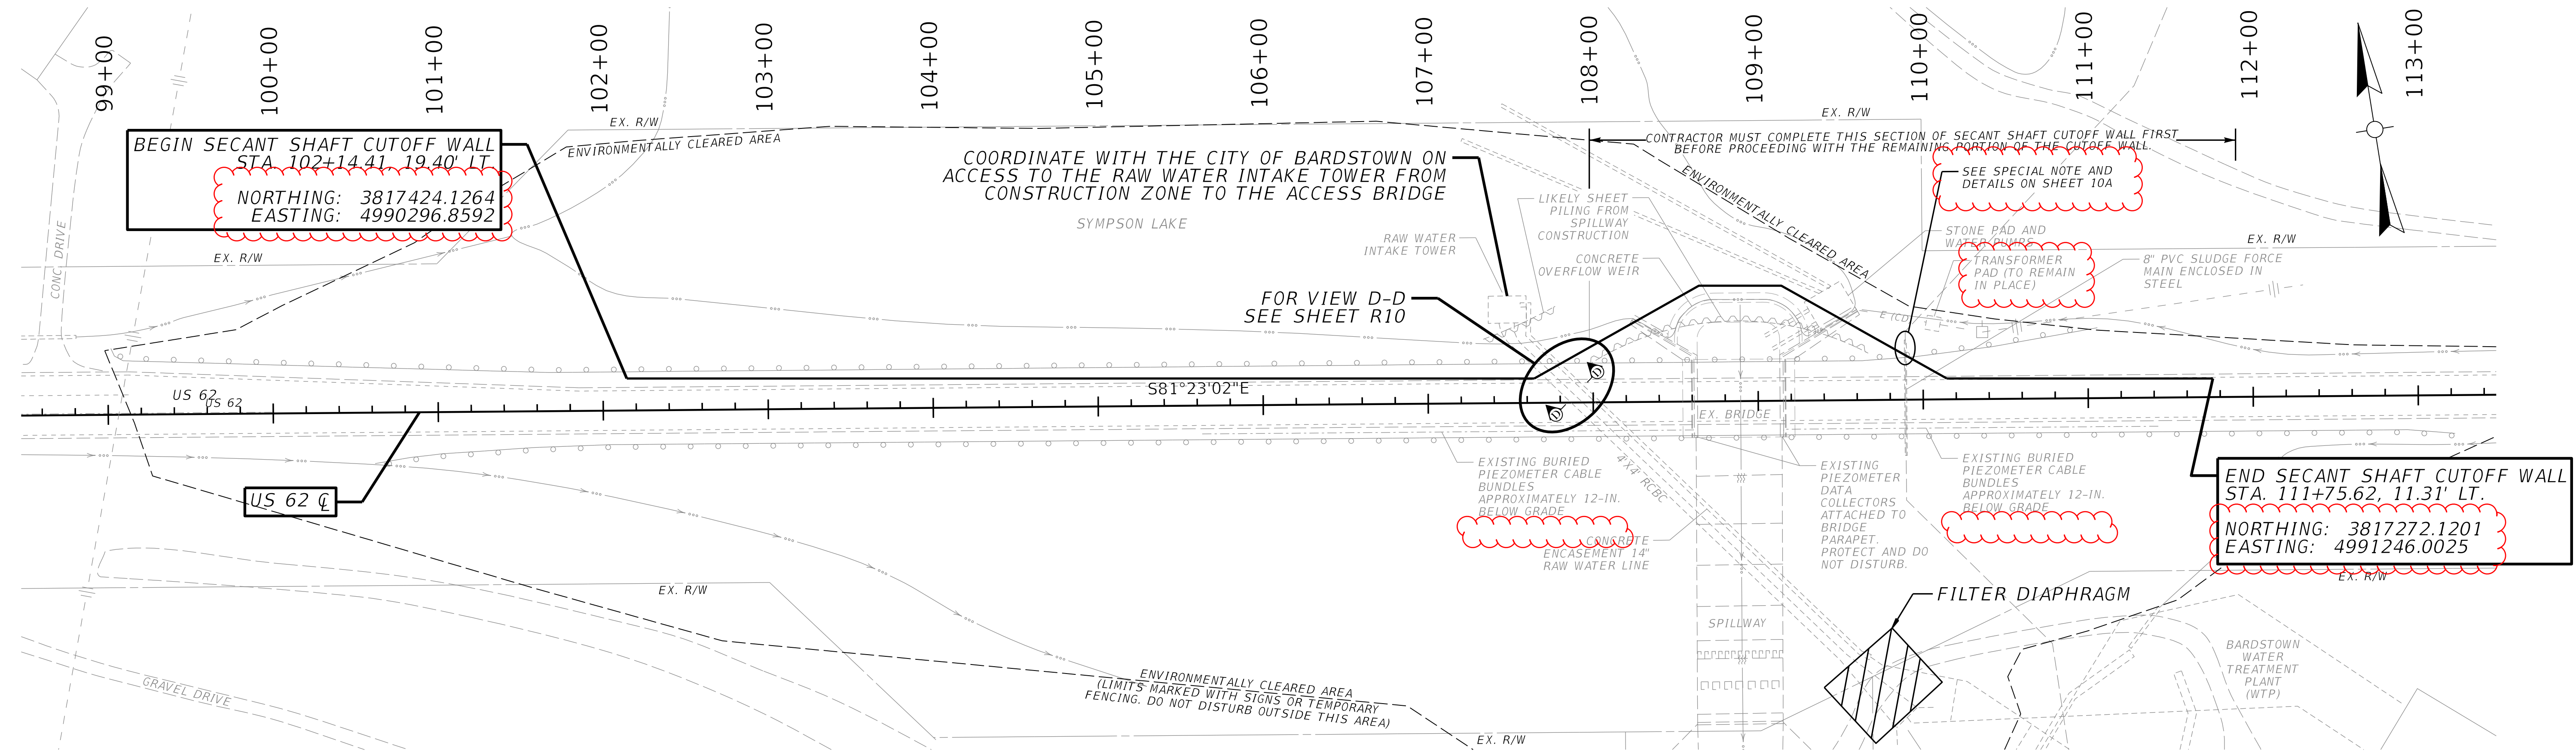 99+00
100+00
101+00
102+00
103+00
104+00
105+00
106+00
107+00
108+00
109+00
110+00
111+00
112+00
113+00
BEGIN SECANT SHAFT CUTOFF WALL
STA. 102+14.41, 19.40' LT.
NORTHING: 3817424.1264
EASTING: 4990296.8592
EX. R/W
ENVIRONMENTALLY CLEARED AREA
COORDINATE WITH THE CITY OF BARDSTOWN ON
ACCESS TO THE RAW WATER INTAKE TOWER FROM
CONSTRUCTION ZONE TO THE ACCESS BRIDGE
SYMPSON LAKE
RAW WATER
INTAKE TOWER
FOR VIEW D-D
SEE SHEET R10
LIKELY SHEET
PILING FROM
SPILLWAY
CONSTRUCTION
CONCRETE
OVERFLOW WEIR
EX. R/W
CONTRACTOR MUST COMPLETE THIS SECTION OF SECANT SHAFT CUTOFF WALL FIRST
BEFORE PROCEEDING WITH THE REMAINING PORTION OF THE CUTOFF WALL.
ENVIRONMENTALLY CLEARED AREA
SEE SPECIAL NOTE AND
DETAILS ON SHEET 10A
STONE PAD AND
WATER PUMPS
TRANSFORMER
PAD (TO REMAIN
IN PLACE)
8" PVC SLUDGE FORCE
MAIN ENCLOSED IN
STEEL
EX. R/W
E (CD)
CONC. DRIVE
EX. R/W
US 62
US 62
S81°23'02"E
D
D
EX. BRIDGE
US 62 ℄
EXISTING BURIED
PIEZOMETER CABLE
BUNDLES
APPROXIMATELY 12-IN.
BELOW GRADE
4'X4' RCBC
CONCRETE
ENCASEMENT 14"
RAW WATER LINE
EXISTING
PIEZOMETER
DATA
COLLECTORS
ATTACHED TO
BRIDGE
PARAPET.
PROTECT AND DO
NOT DISTURB.
EXISTING BURIED
PIEZOMETER CABLE
BUNDLES
APPROXIMATELY 12-IN.
BELOW GRADE
END SECANT SHAFT CUTOFF WALL
STA. 111+75.62, 11.31' LT.
NORTHING: 3817272.1201
EASTING: 4991246.0025
EX. R/W
EX. R/W
FILTER DIAPHRAGM
SPILLWAY
BARDSTOWN
WATER
TREATMENT
PLANT
(WTP)
GRAVEL DRIVE
ENVIRONMENTALLY CLEARED AREA
(LIMITS MARKED WITH SIGNS OR TEMPORARY
FENCING. DO NOT DISTURB OUTSIDE THIS AREA)
EX. R/W